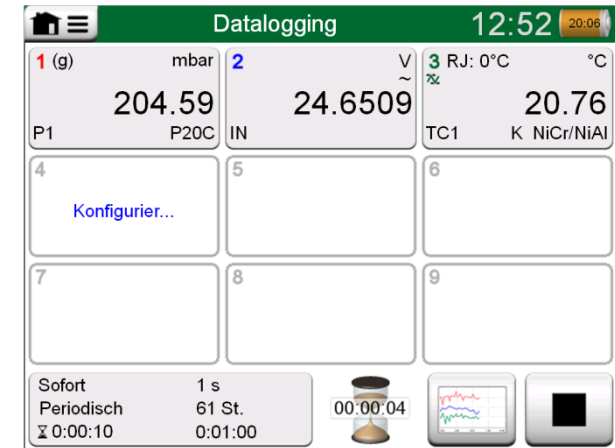 Datalogging 12:52 20:06
1 (g) mbar
204.59
P1 P20C
2 V
~
24.6509
IN
3 RJ: 0°C °C
20.76
TC1 K NiCr/NiAl
4
Konfigurier...
5
6
7
8
9
Sofort 1 s
Periodisch 61 St.
0:00:10 0:01:00
00:00:04